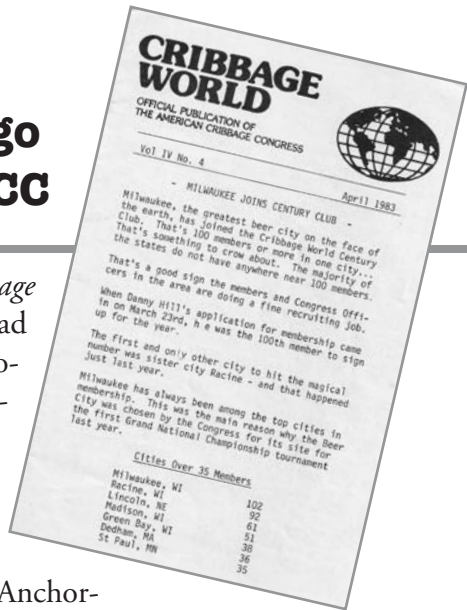 go
CC
age
ad
o-
-
Anchor-
CRIBBAGE
WORLD
OFFICIAL PUBLICATION OF
THE AMERICAN CRIBBAGE CONGRESS
Vol IV No. 4
April 1983
- MILWAUKEE JOINS CENTURY CLUB -
Milwaukee, the greatest beer city on the face of
the earth, has joined the Cribbage World Century
Club. That's 100 members or more in one city...
That's something to crow about. The majority of
the states do not have anywhere near 100 members.
That's a good sign the members and Congress Offi-
cers in the area are doing a fine recruiting job.
When Danny Hill's application for membership came
in on March 23rd, h e was the 100th member to sign
up for the year.
The first and only other city to hit the magical
number was sister city Racine - and that happened
just last year.
Milwaukee has always been among the top cities in
membership. This was the main reason why the Beer
City was chosen by the Congress for its site for
the first Grand National Championship tournament
last year.
Cities Over 35 Members
Milwaukee, WI 102
Racine, WI 92
Lincoln, NE 61
Madison, WI 51
Green Bay, WI 38
Dedham, MA 36
St Paul, MN 35